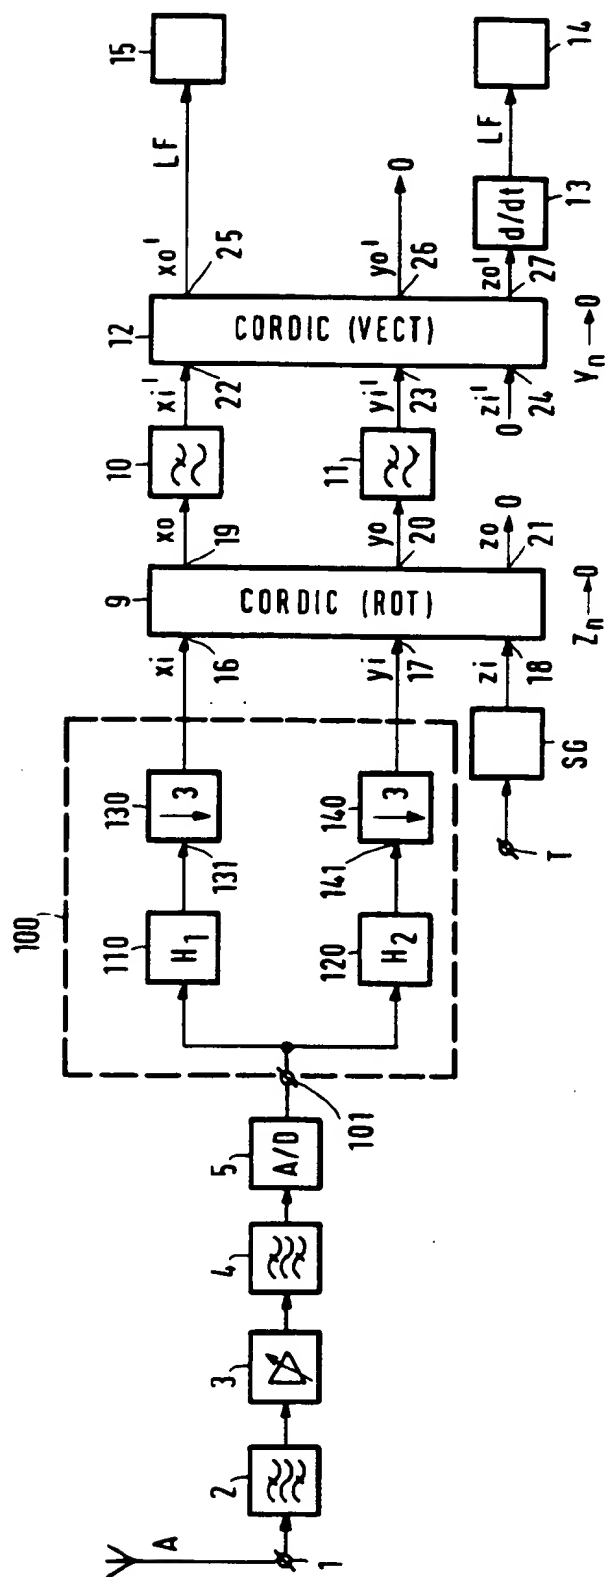 A
1
2
3
4
5
A/D
101
100
110
H1
120
H2
130
3
131
140
3
141
T
SG
xi
16
yi
17
zi
18
9
CORDIC (ROT)
Zn → 0
xo
19
yo
20
zo
21
0
10
11
xi'
22
yi'
23
zi'
24
0
12
CORDIC (VECT)
Yn → 0
xo'
25
yo'
26
0
zo'
27
LF
15
d/dt
13
LF
14